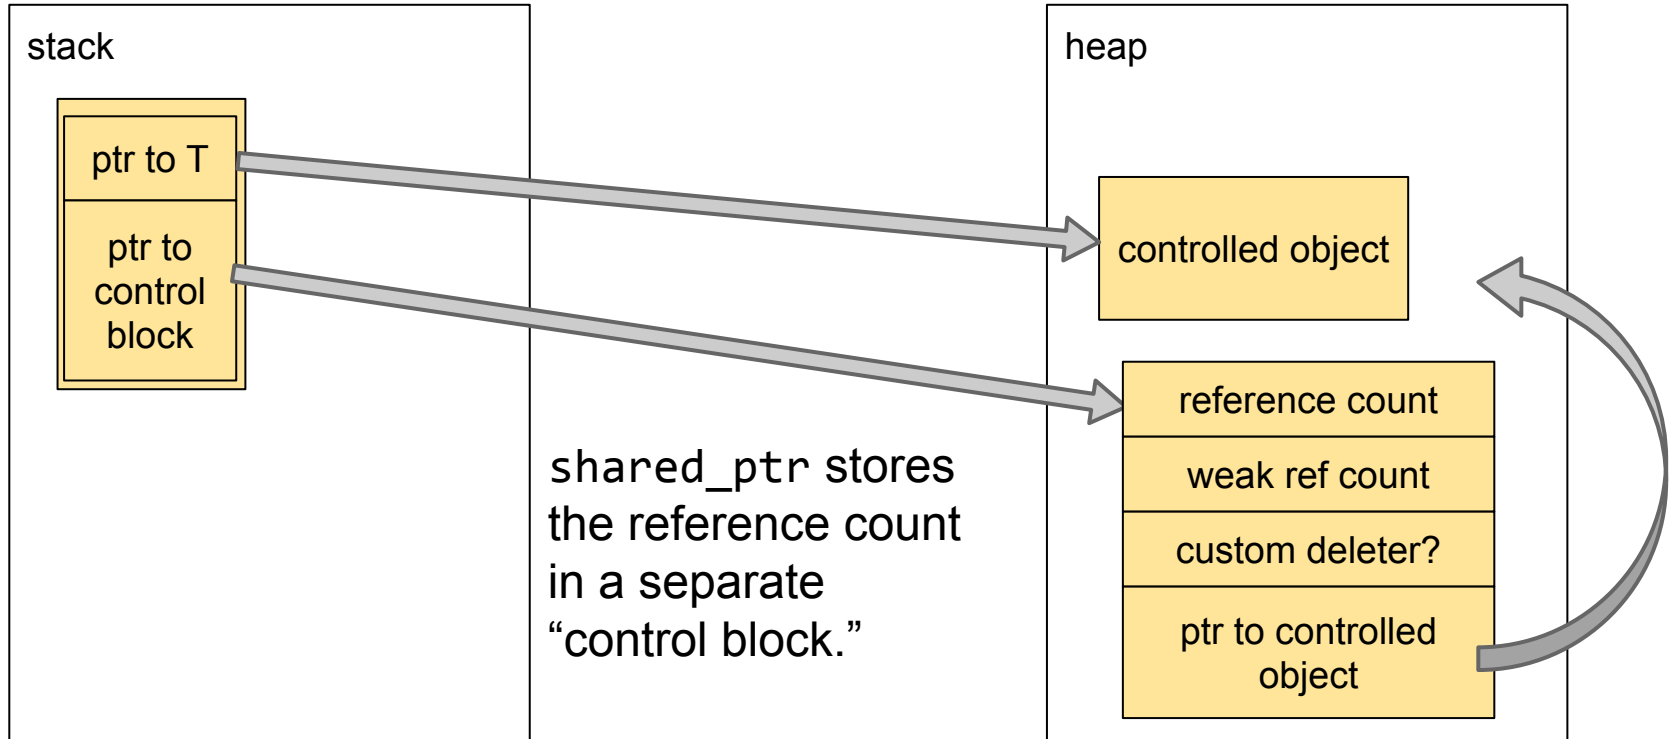 stack
ptr to T
ptr to
control
block
shared_ptr stores
the reference count
in a separate
“control block.”
heap
controlled object
reference count
weak ref count
custom deleter?
ptr to controlled
object